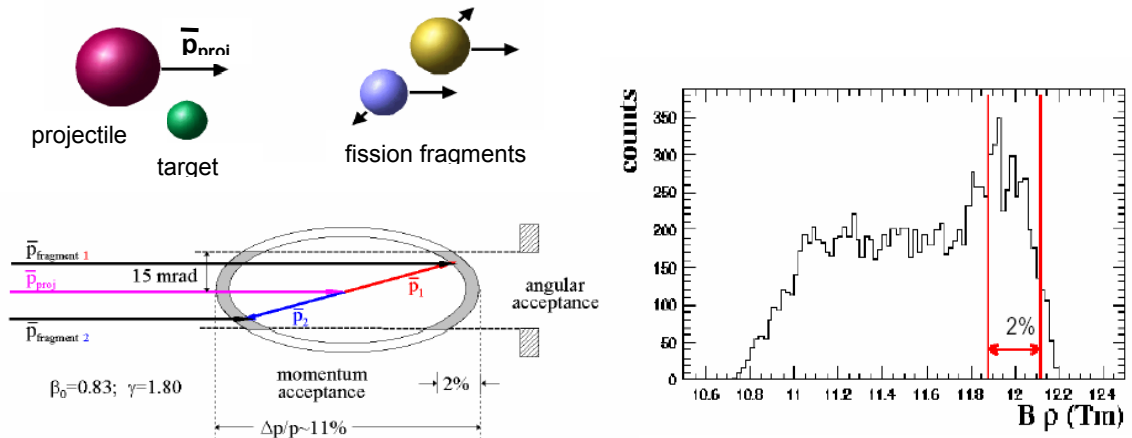 p̄ proj
projectile
target
fission fragments
p̄ fragment 1
p̄ proj
15 mrad
p̄ fragment 2
p̄1
p̄2
angular
acceptance
β0=0.83; γ=1.80
momentum
acceptance
2%
Δp/p~11%
counts
350
300
250
200
150
100
50
0
2%
10.6 10.8 11 11.2 11.4 11.6 11.8 12 12.2 12.4
B ρ (Tm)